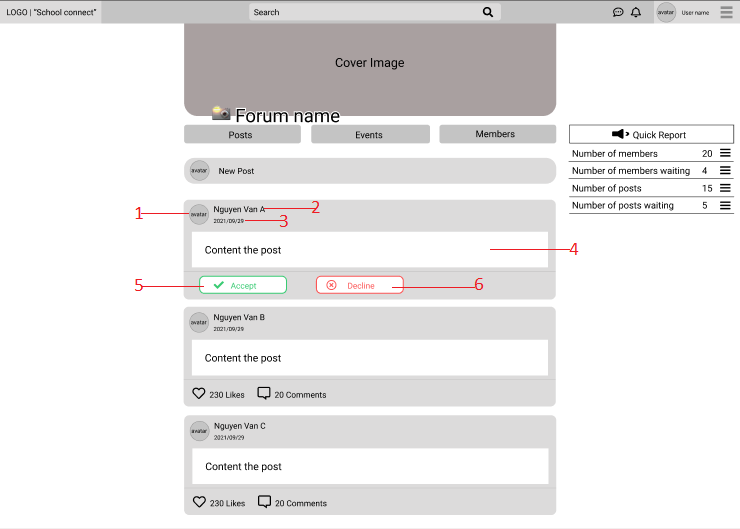 LOGO | "School connect"
Search
avatar
User name
Cover Image
Forum name
Posts
Events
Members
Quick Report
Number of members 20
Number of members waiting 4
Number of posts 15
Number of posts waiting 5
avatar
New Post
1
avatar
Nguyen Van A
2
2021/09/29
3
Content the post
4
5
Accept
Decline
6
avatar
Nguyen Van B
2021/09/29
Content the post
230 Likes
20 Comments
avatar
Nguyen Van C
2021/09/29
Content the post
230 Likes
20 Comments